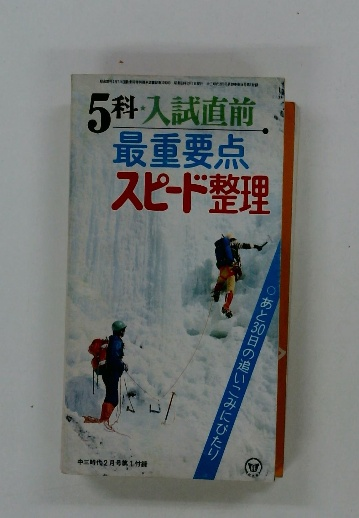 5科・入試直前
最重要点
スピード整理
○あと30日の追いこみにぴたり
中三時代2月号第1付録